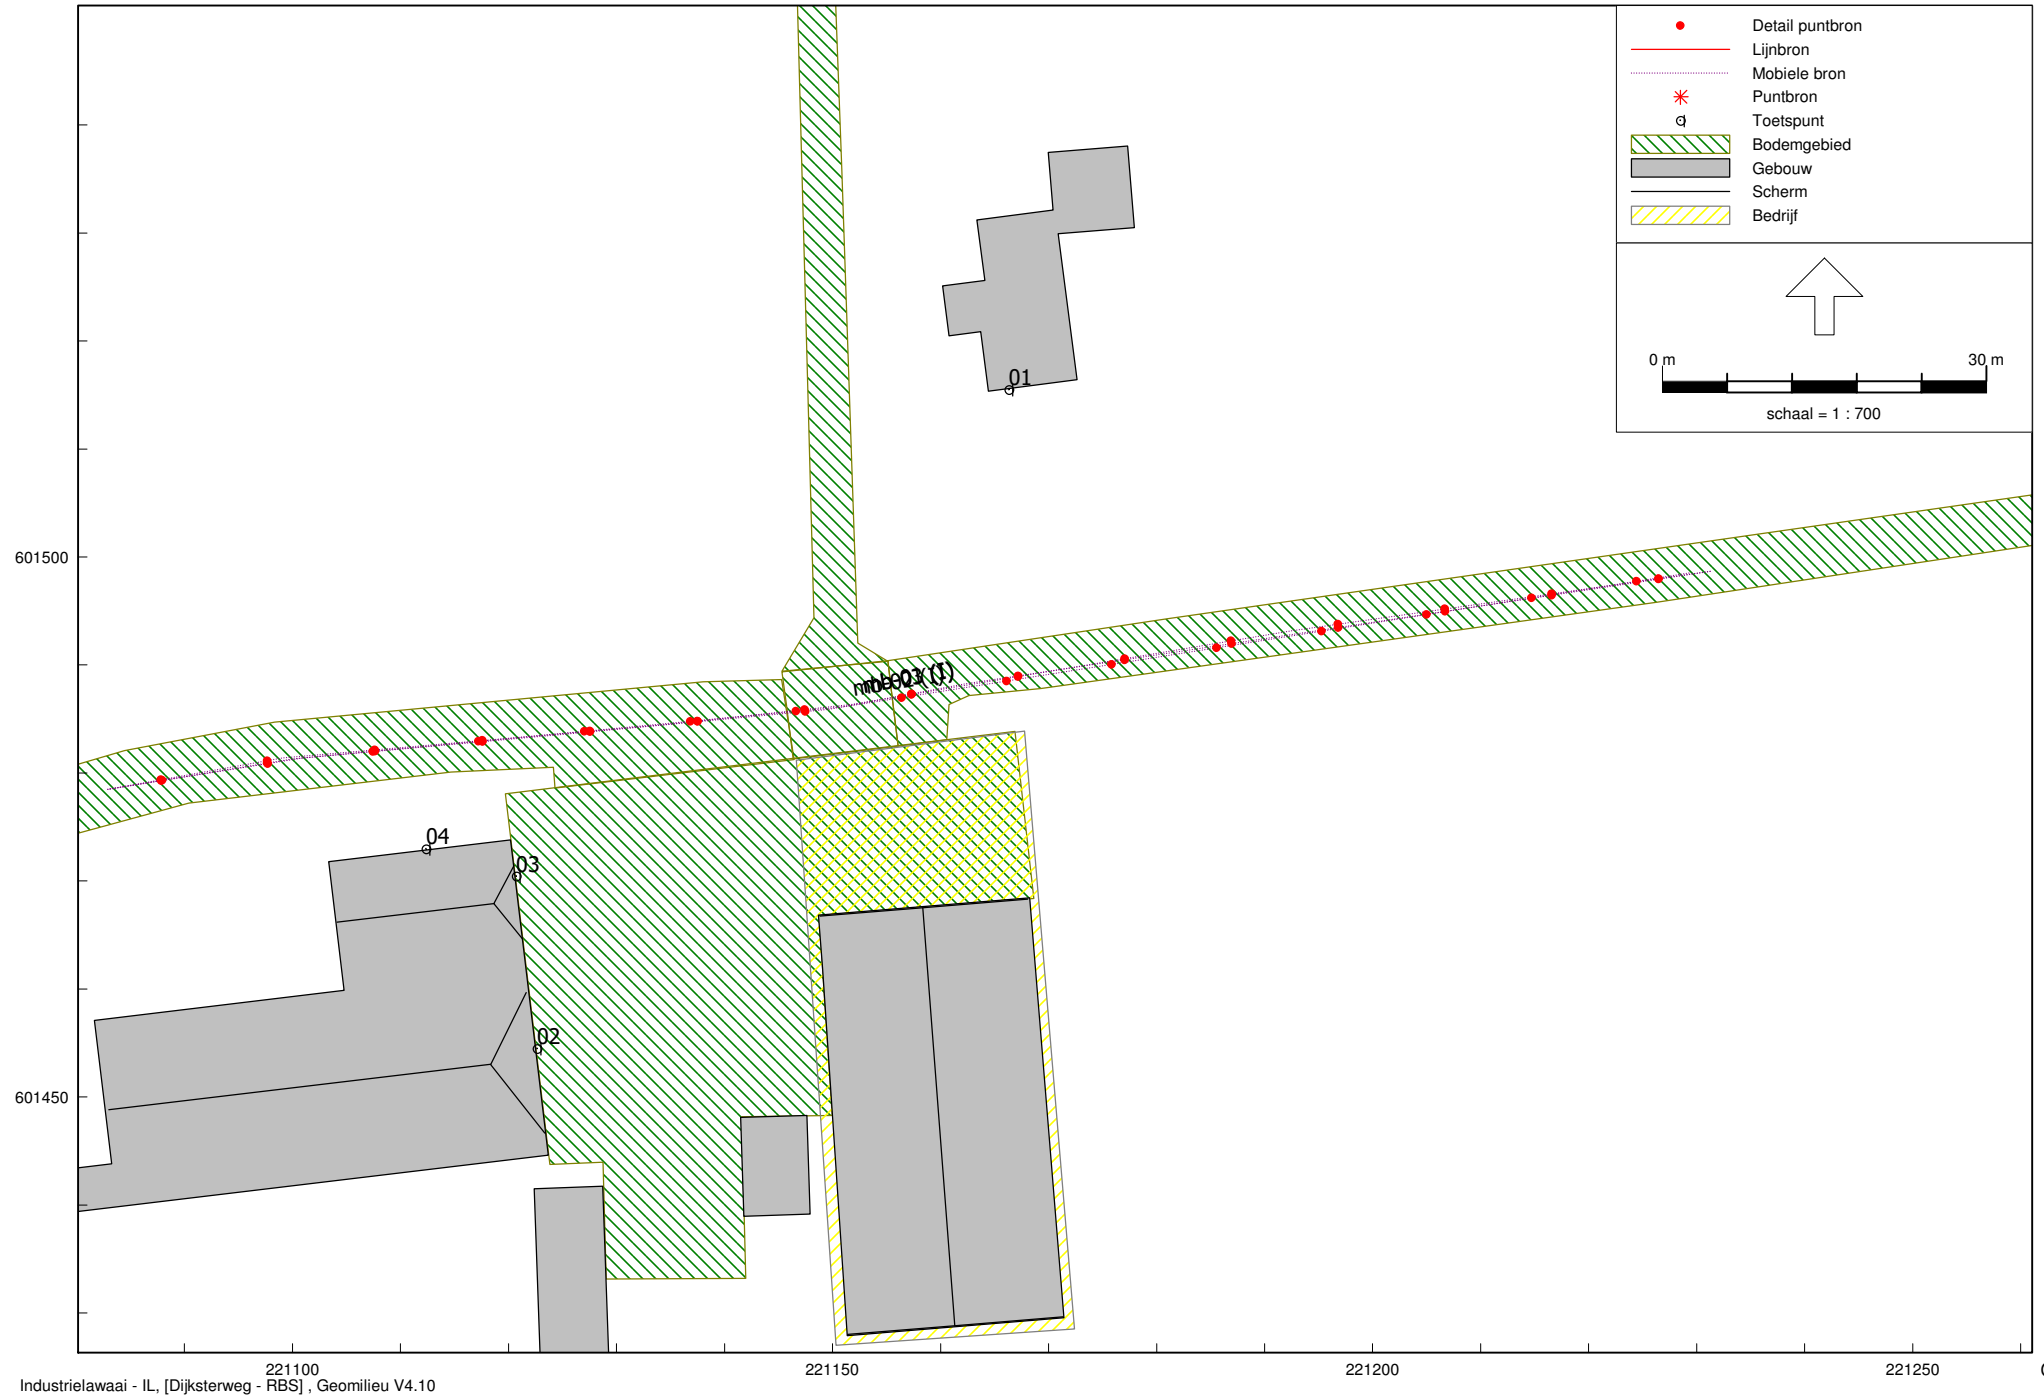 Detail puntbron
Lijnbron
Mobiele bron
Puntbron
Toetspunt
Bodemgebied
Gebouw
Scherm
Bedrijf
0 m 30 m
schaal = 1 : 700
01
601500
04
03
02
601450
221100 221150 221200 221250
Industrielawaai - IL, [Dijksterweg - RBS] , Geomilieu V4.10